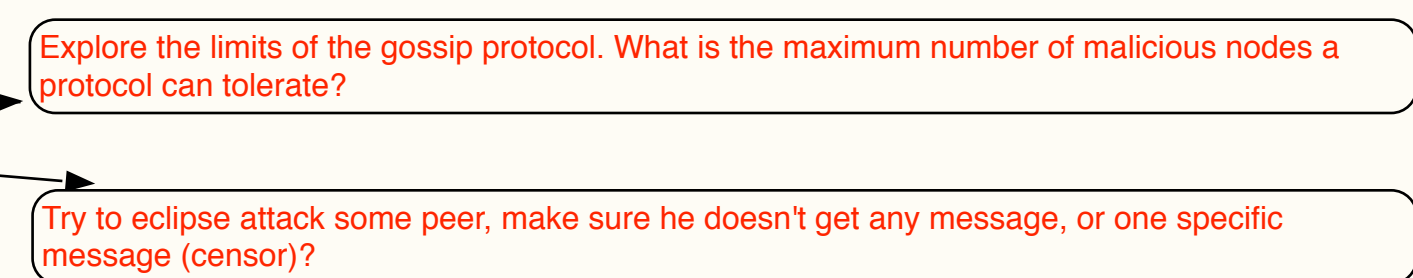 Explore the limits of the gossip protocol. What is the maximum number of malicious nodes a
protocol can tolerate?
Try to eclipse attack some peer, make sure he doesn't get any message, or one specific
message (censor)?